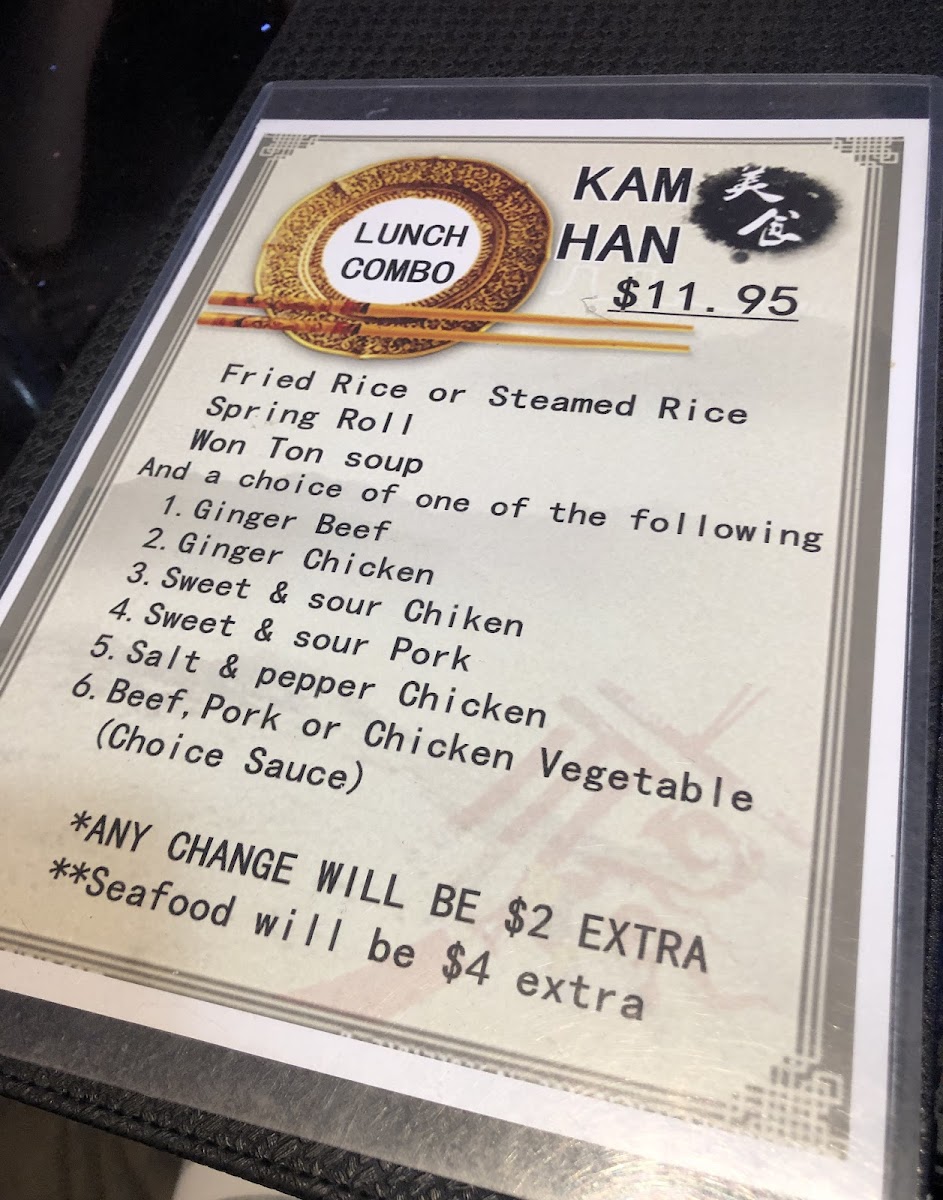 LUNCH
COMBO
KAM
HAN
美
食
$11.95
Fried Rice or Steamed Rice
Spring Roll
Won Ton soup
And a choice of one of the following
1. Ginger Beef
2. Ginger Chicken
3. Sweet & sour Chiken
4. Sweet & sour Pork
5. Salt & pepper Chicken
6. Beef, Pork or Chicken Vegetable
(Choice Sauce)
*ANY CHANGE WILL BE $2 EXTRA
**Seafood will be $4 extra